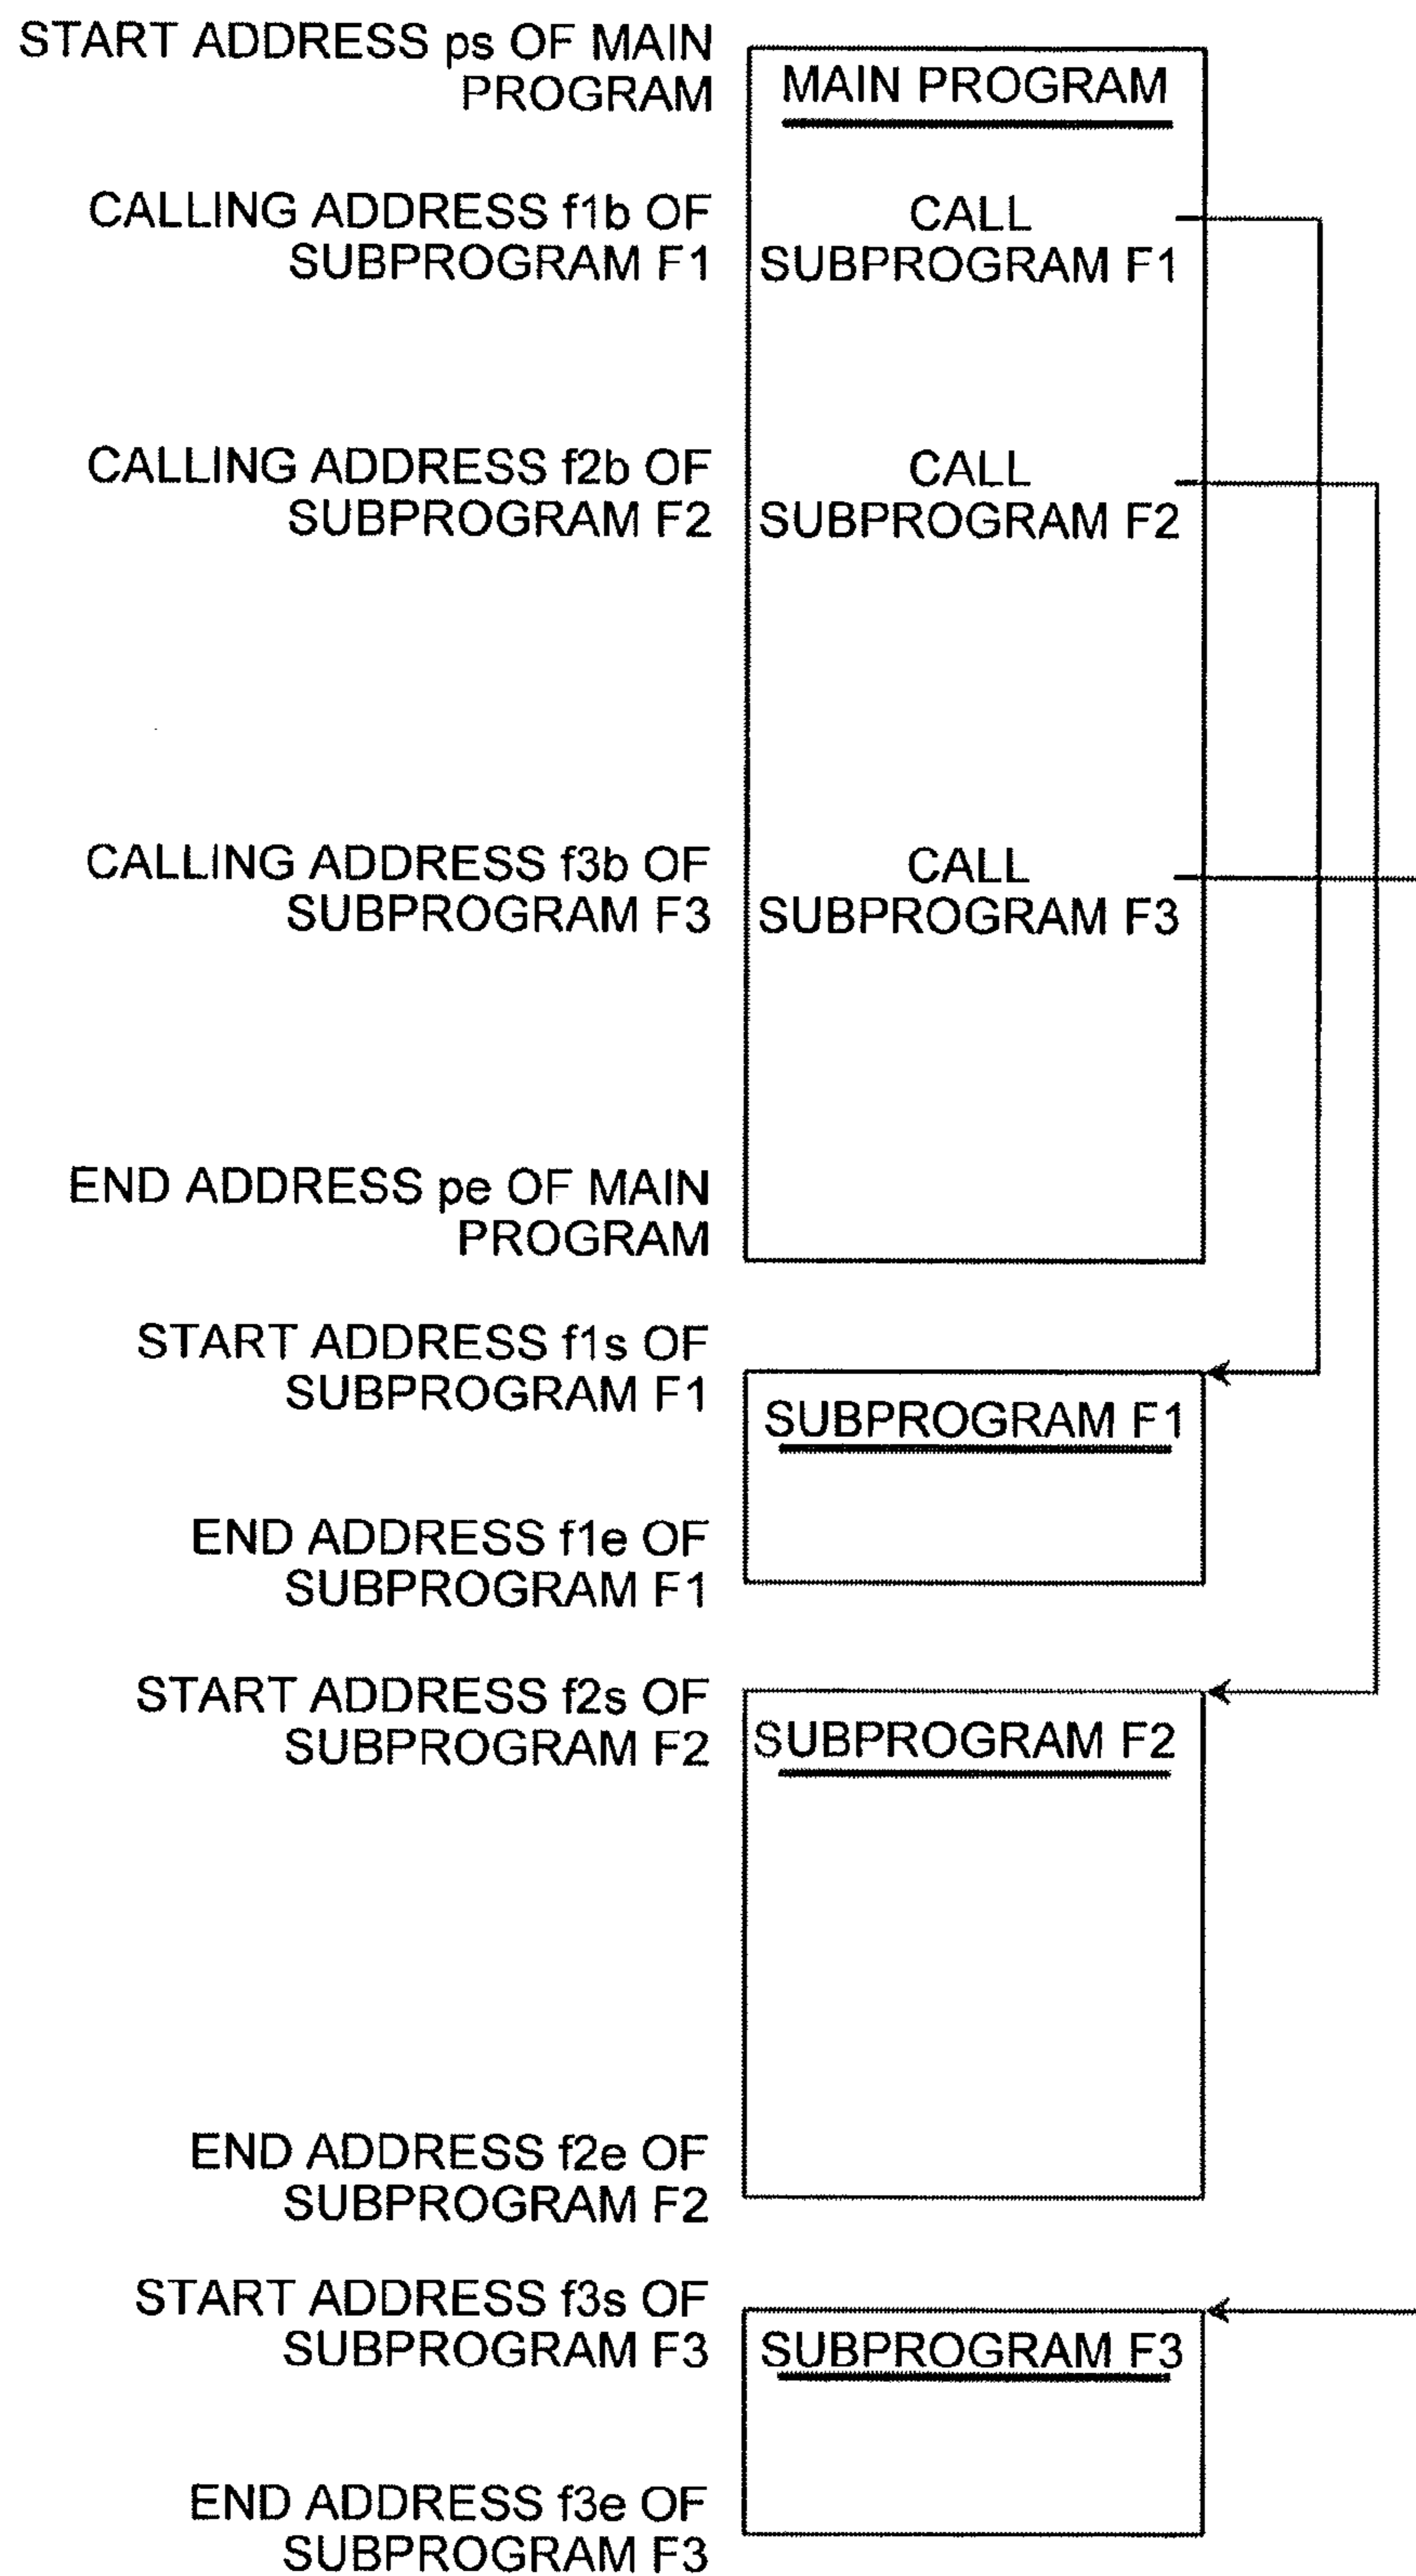 START ADDRESS ps OF MAIN
PROGRAM
MAIN PROGRAM
CALLING ADDRESS f1b OF
SUBPROGRAM F1
CALL
SUBPROGRAM F1
CALLING ADDRESS f2b OF
SUBPROGRAM F2
CALL
SUBPROGRAM F2
CALLING ADDRESS f3b OF
SUBPROGRAM F3
CALL
SUBPROGRAM F3
END ADDRESS pe OF MAIN
PROGRAM
START ADDRESS f1s OF
SUBPROGRAM F1
SUBPROGRAM F1
END ADDRESS f1e OF
SUBPROGRAM F1
START ADDRESS f2s OF
SUBPROGRAM F2
SUBPROGRAM F2
END ADDRESS f2e OF
SUBPROGRAM F2
START ADDRESS f3s OF
SUBPROGRAM F3
SUBPROGRAM F3
END ADDRESS f3e OF
SUBPROGRAM F3